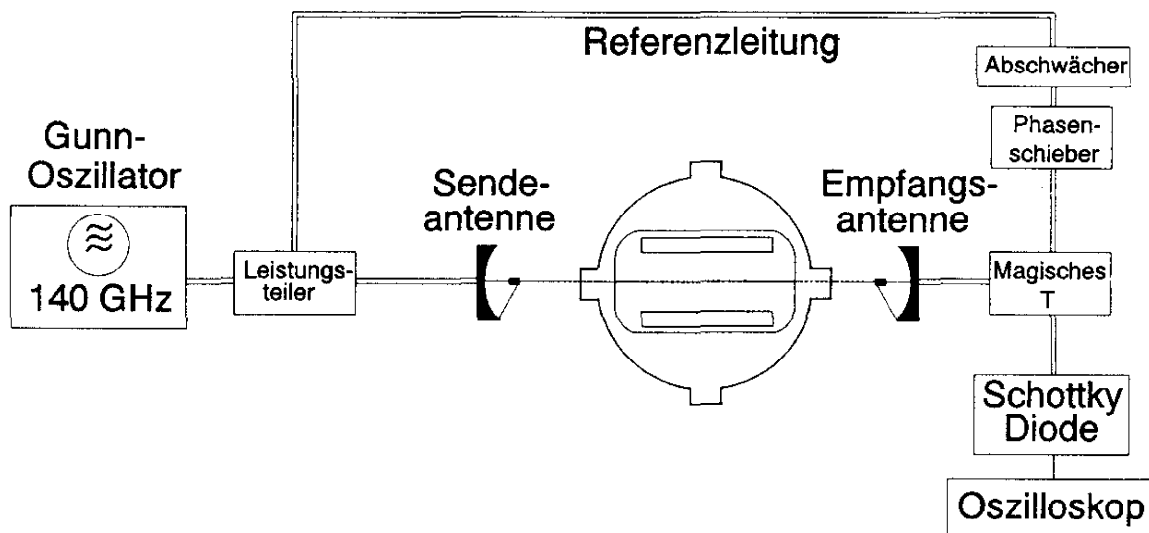 Referenzleitung
Abschwächer
Phasen-
schieber
Gunn-
Oszillator
140 GHz
Leistungs-
teiler
Sende-
antenne
Empfangs-
antenne
Magisches
T
Schottky
Diode
Oszilloskop